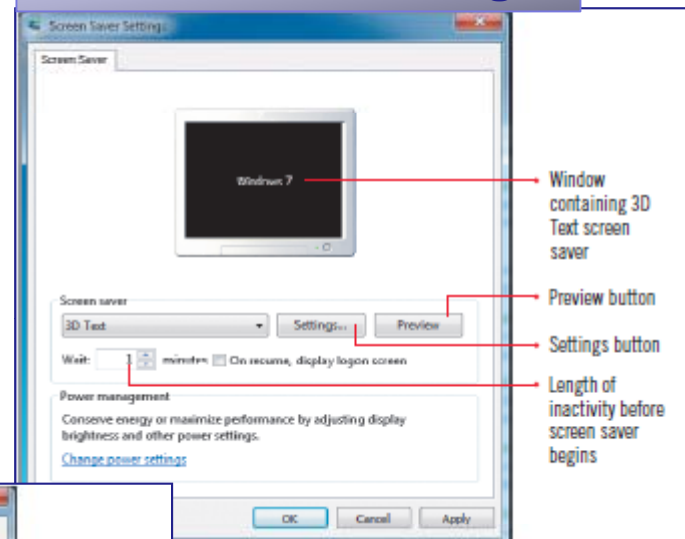 Screen Saver Settings
Screen Saver
Windows 7
Window
containing 3D
Text screen
saver
Screen saver
3D Text
Settings...
Preview
Preview button
Wait:
1
minutes
On resume, display logon screen
Settings button
Length of
inactivity before
screen saver
begins
Power management
Conserve energy or maximize performance by adjusting display
brightness and other power settings.
Change power settings
OK
Cancel
Apply